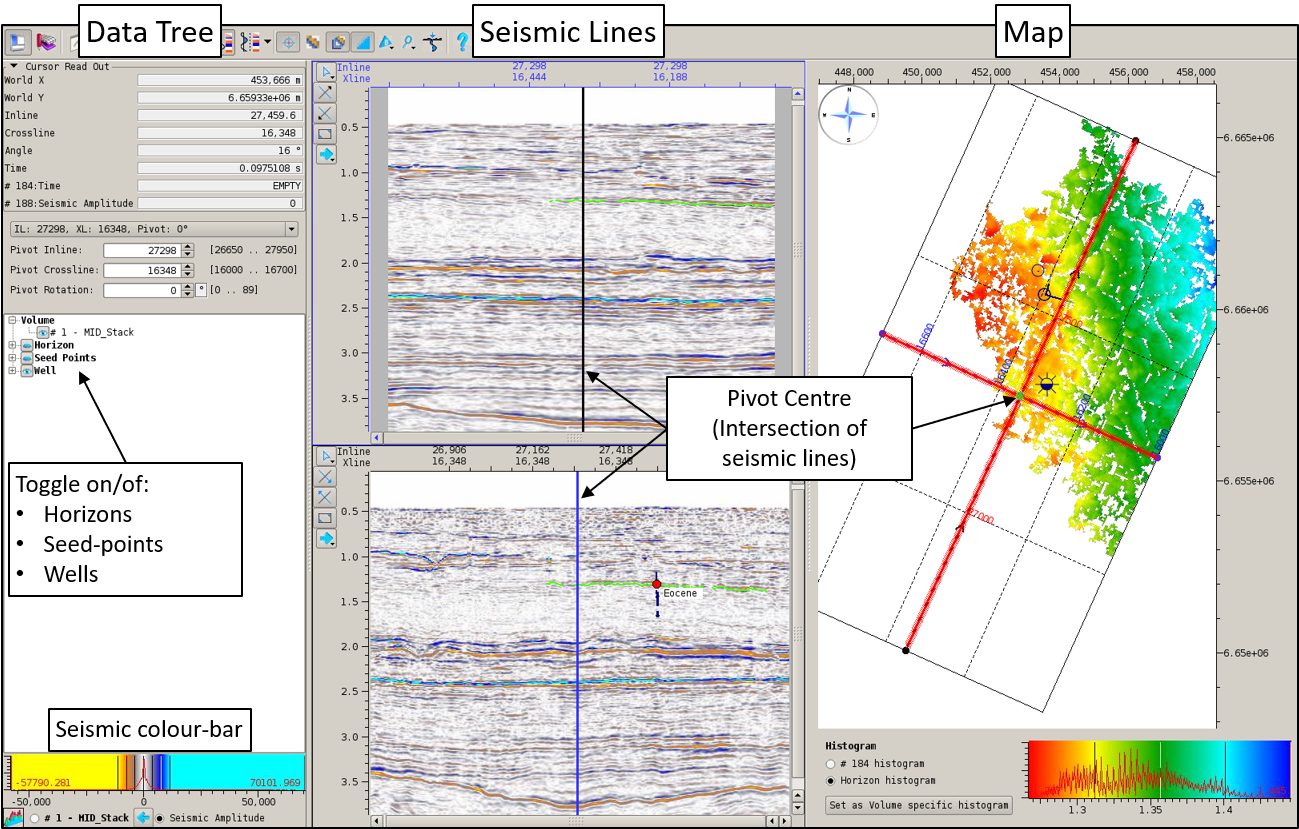 Data Tree
Seismic Lines
Map
Cursor Read Out
World X 453,666 m
World Y 6.65933e+06 m
Inline 27,459.6
Crossline 16,348
Angle 16 °
Time 0.0975108 s
# 184:Time EMPTY
# 188:Seismic Amplitude 0
IL: 27298, XL: 16348, Pivot: 0°
Pivot Inline: 27298 [26650 .. 27950]
Pivot Crossline: 16348 [16000 .. 16700]
Pivot Rotation: 0 ° [0 .. 89]
Volume
# 1 - MID_Stack
Horizon
Seed Points
Well
Toggle on/of:
• Horizons
• Seed-points
• Wells
Seismic colour-bar
-57790.281 70101.969
-50,000 0 50,000
# 1 - MID_Stack Seismic Amplitude
Inline 27,298 27,298
Xline 16,444 16,188
0.5
1.0
1.5
2.0
2.5
3.0
3.5
Pivot Centre
(Intersection of
seismic lines)
Inline 26,906 27,162 27,418
Xline 16,348 16,348 16,348
0.5
1.0
1.5
2.0
2.5
3.0
3.5
Eocene
448,000 450,000 452,000 454,000 456,000 458,000
N
W E
S
6.665e+06
6.66e+06
6.655e+06
6.65e+06
16600
16400
16200
27000
Histogram
# 184 histogram
Horizon histogram
Set as Volume specific histogram
1.3 1.35 1.4